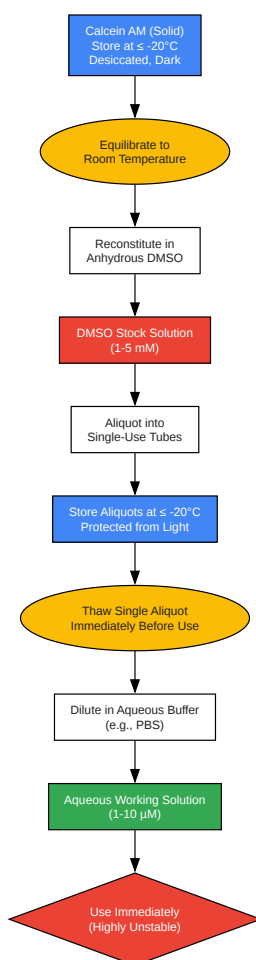 Calcein AM (Solid)
Store at ≤ -20°C
Desiccated, Dark
Equilibrate to
Room Temperature
Reconstitute in
Anhydrous DMSO
DMSO Stock Solution
(1-5 mM)
Aliquot into
Single-Use Tubes
Store Aliquots at ≤ -20°C
Protected from Light
Thaw Single Aliquot
Immediately Before Use
Dilute in Aqueous Buffer
(e.g., PBS)
Aqueous Working Solution
(1-10 µM)
Use Immediately
(Highly Unstable)